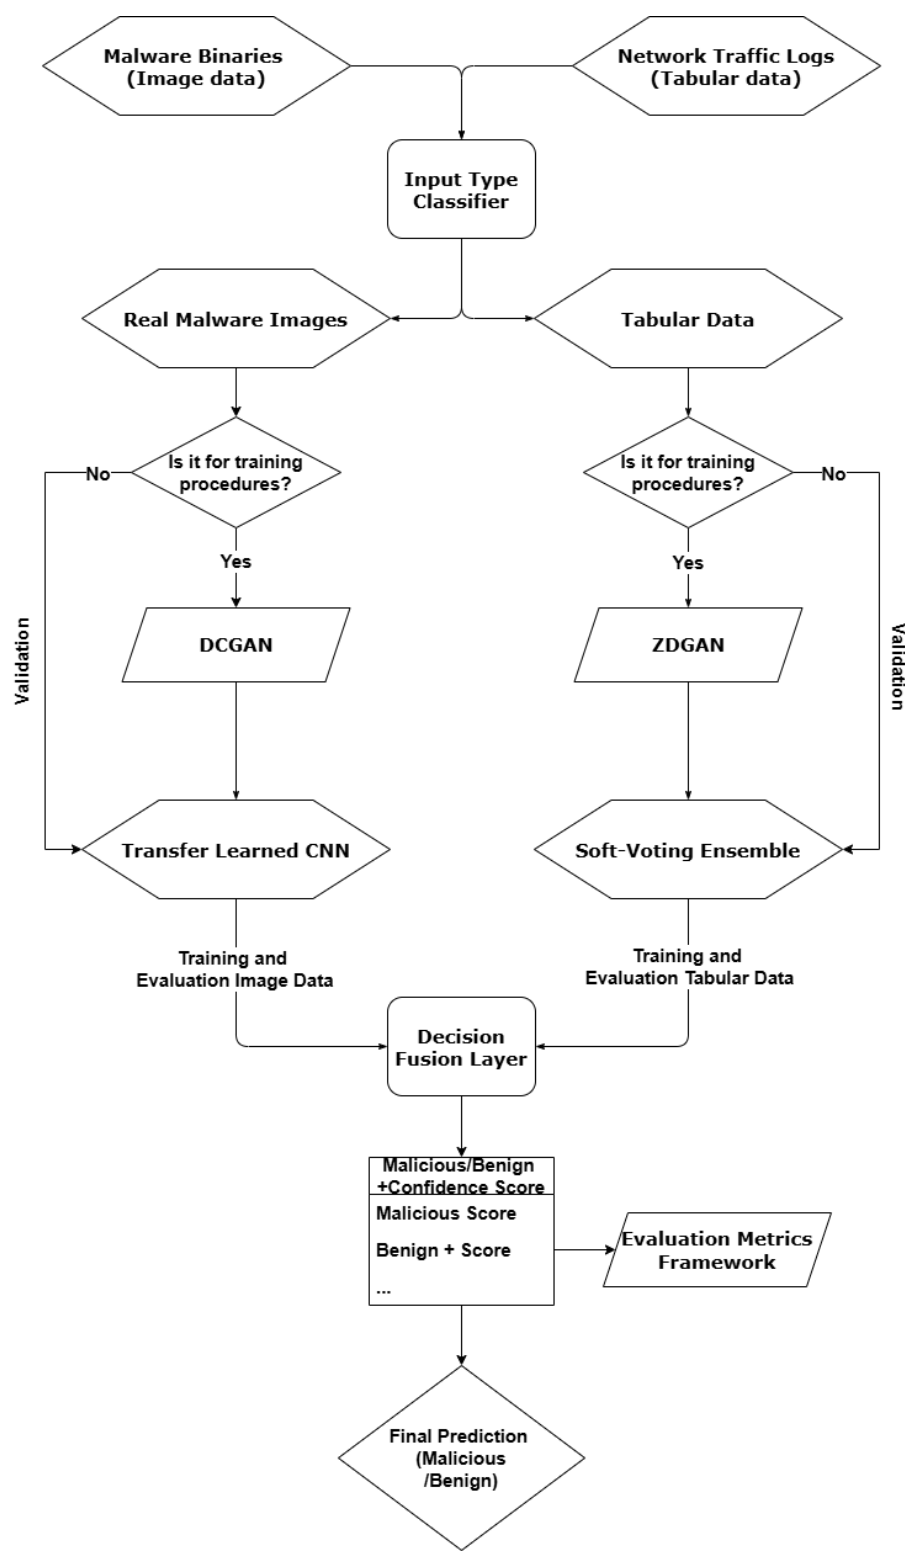 Malware Binaries
(Image data)
Network Traffic Logs
(Tabular data)
Input Type
Classifier
Real Malware Images
Tabular Data
Is it for training
procedures?
Is it for training
procedures?
No
No
Yes
Yes
Validation
DCGAN
ZDGAN
Validation
Transfer Learned CNN
Soft-Voting Ensemble
Training and
Evaluation Image Data
Training and
Evaluation Tabular Data
Decision
Fusion Layer
Malicious/Benign
+Confidence Score
Malicious Score
Benign + Score
...
Evaluation Metrics
Framework
Final Prediction
(Malicious
/Benign)